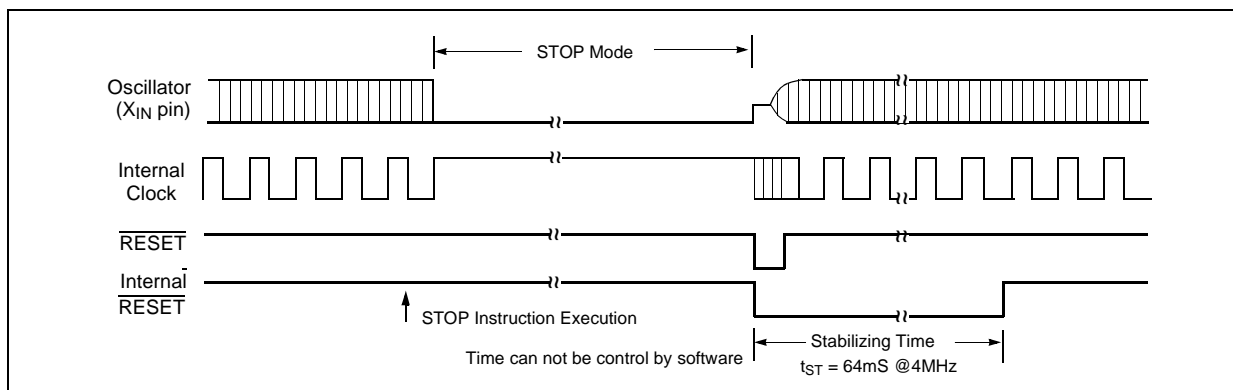 STOP Mode
Oscillator
(XIN pin)
Internal
Clock
RESET
Internal
RESET
STOP Instruction Execution
Time can not be control by software
Stabilizing Time
tST = 64mS @4MHz